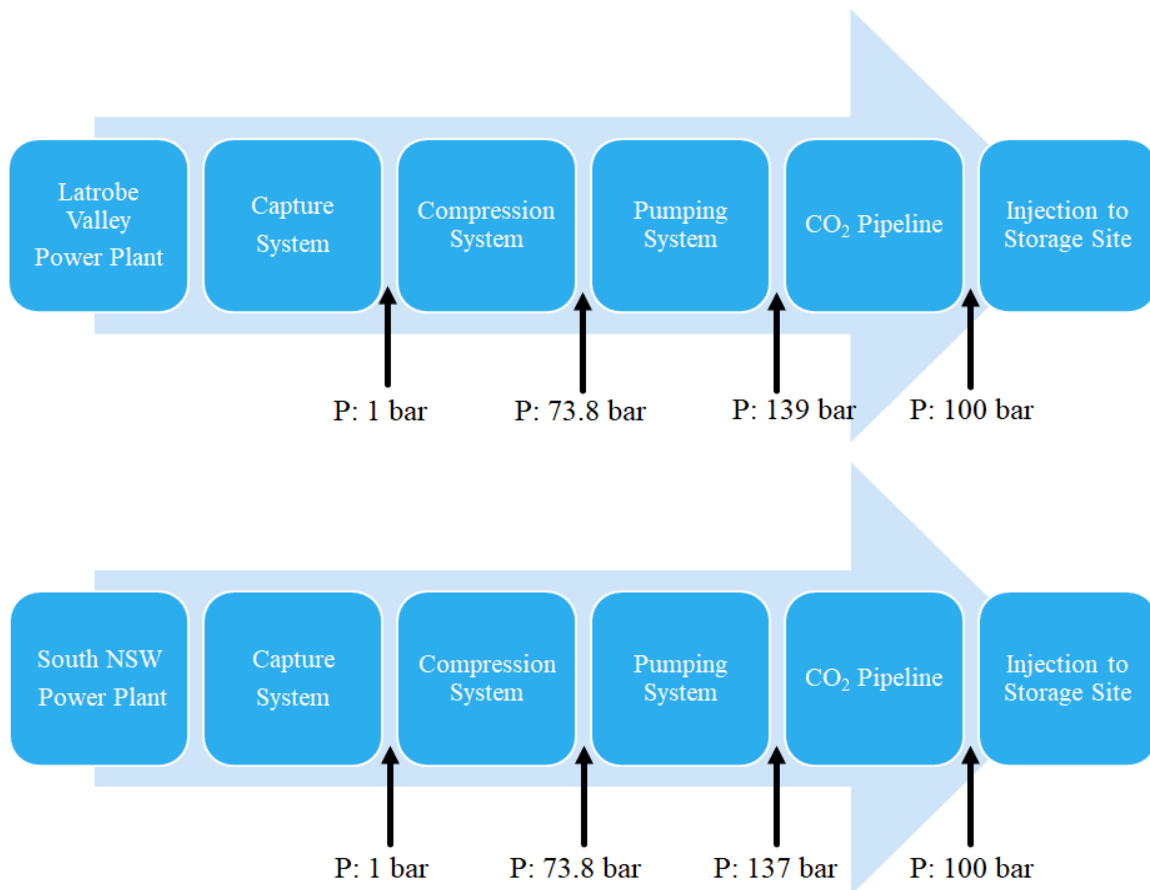 Latrobe
Valley
Power Plant
Capture
System
Compression
System
Pumping
System
CO₂ Pipeline
Injection to
Storage Site
P: 1 bar
P: 73.8 bar
P: 139 bar
P: 100 bar
South NSW
Power Plant
Capture
System
Compression
System
Pumping
System
CO₂ Pipeline
Injection to
Storage Site
P: 1 bar
P: 73.8 bar
P: 137 bar
P: 100 bar